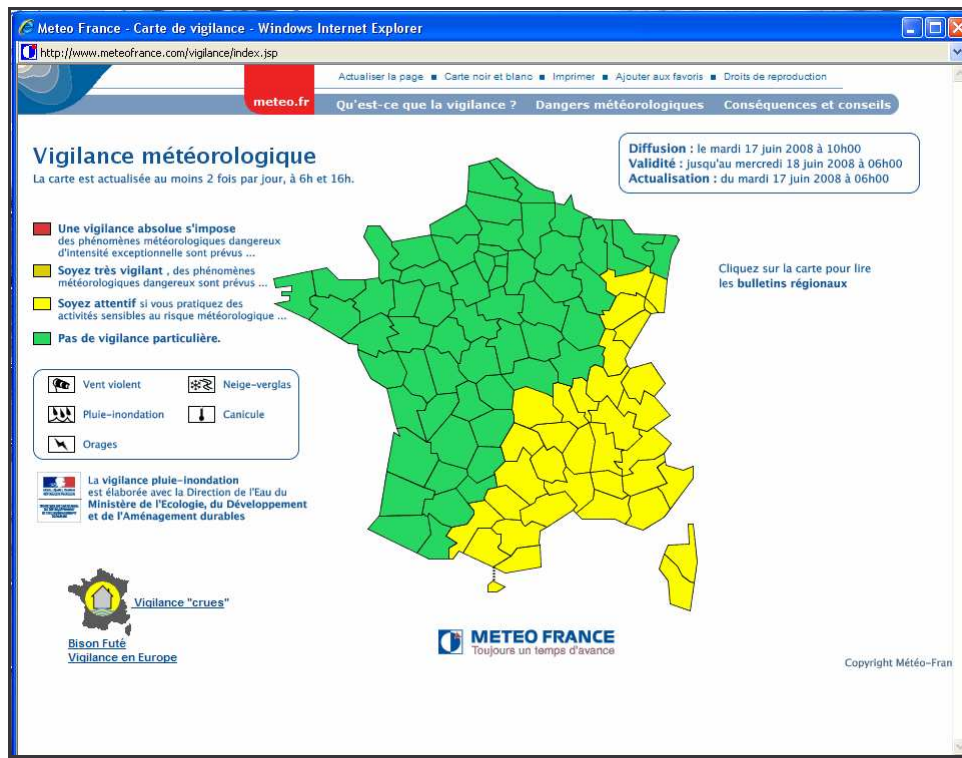 Meteo France - Carte de vigilance - Windows Internet Explorer
http://www.meteofrance.com/vigilance/index.jsp
Actualiser la page ■ Carte noir et blanc ■ Imprimer ■ Ajouter aux favoris ■ Droits de reproduction
meteo.fr
Qu'est-ce que la vigilance ? Dangers météorologiques Conséquences et conseils
Vigilance météorologique
La carte est actualisée au moins 2 fois par jour, à 6h et 16h.
Diffusion : le mardi 17 juin 2008 à 10h00
Validité : jusqu'au mercredi 18 juin 2008 à 06h00
Actualisation : du mardi 17 juin 2008 à 06h00
Une vigilance absolue s'impose
des phénomènes météorologiques dangereux
d'intensité exceptionnelle sont prévus ...
Soyez très vigilant , des phénomènes
météorologiques dangereux sont prévus ...
Soyez attentif si vous pratiquez des
activités sensibles au risque météorologique ...
Pas de vigilance particulière.
Cliquez sur la carte pour lire
les bulletins régionaux
Vent violent
Neige-verglas
Pluie-inondation
Canicule
Orages
La vigilance pluie-inondation
est élaborée avec la Direction de l'Eau du
Ministère de l'Ecologie, du Développement
et de l'Aménagement durables
Vigilance "crues"
Bison Futé
Vigilance en Europe
METEO FRANCE
Toujours un temps d'avance
Copyright Météo-Fran